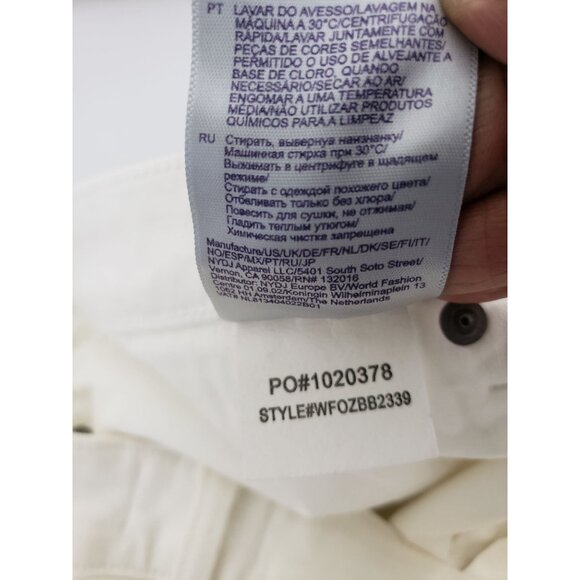 PT LAVAR DO AVESSO/LAVAGEM NA
MÁQUINA A 30°C/CENTRIFUGAÇÃO
RÁPIDA/LAVAR JUNTAMENTE COM
PEÇAS DE CORES SEMELHANTES/
PERMITIDO O USO DE ALVEJANTE A
BASE DE CLORO, QUANDO
NECESSÁRIO/SECAR AO AR/
ENGOMAR A UMA TEMPERATURA
MÉDIA/NÃO UTILIZAR PRODUTOS
QUÍMICOS PARA A LIMPEAZ
RU Стирать, вывернув наизнанку/
Машинная стирка при 30°C/
Выжимать в центрифуге в щадящем
режиме/
Стирать с одеждой похожего цвета/
Отбеливать только без хлора/
Повесить для сушки, не отжимая/
Гладить теплым утюгом/
Химическая чистка запрещена
Manufacture/US/UK/DE/FR/NL/DK/SE/FI/IT/
NO/ESP/MX/PT/RU/JP
NYDJ Apparel LLC/5401 South Soto Street/
Vernon, CA 90058/RN# 132016
Distributor: NYDJ Europe BV/World Fashion
Centre 01.09.02/Koningin Wilhelminaplein 13
1062 HH Amsterdam/The Netherlands
VAT# NL813404022B01
PO#1020378
STYLE#WFOZBB2339